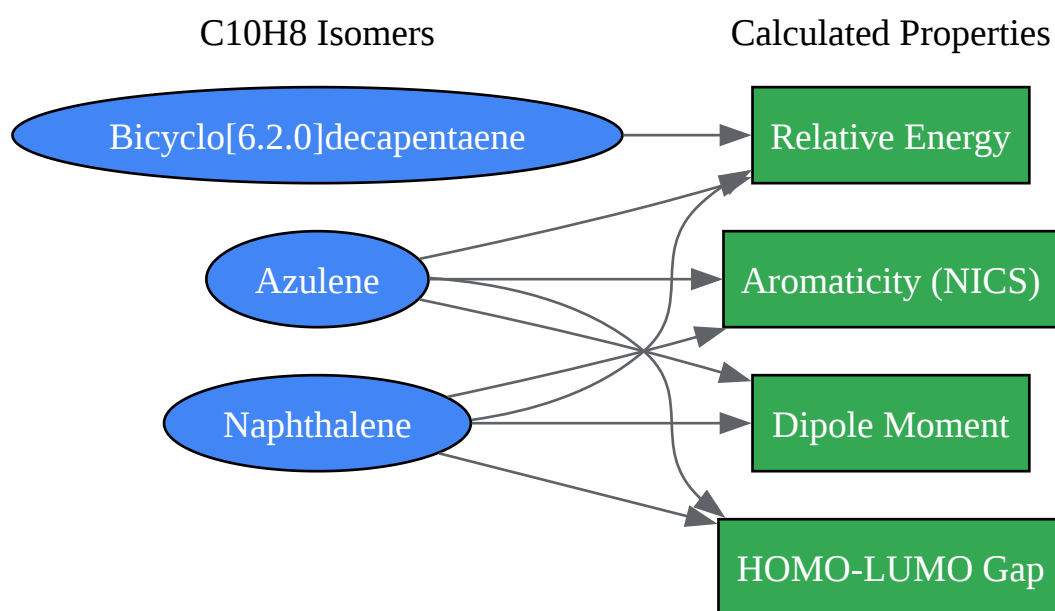 C10H8 Isomers
Calculated Properties
Bicyclo[6.2.0]decapentaene
Relative Energy
Azulene
Aromaticity (NICS)
Naphthalene
Dipole Moment
HOMO-LUMO Gap